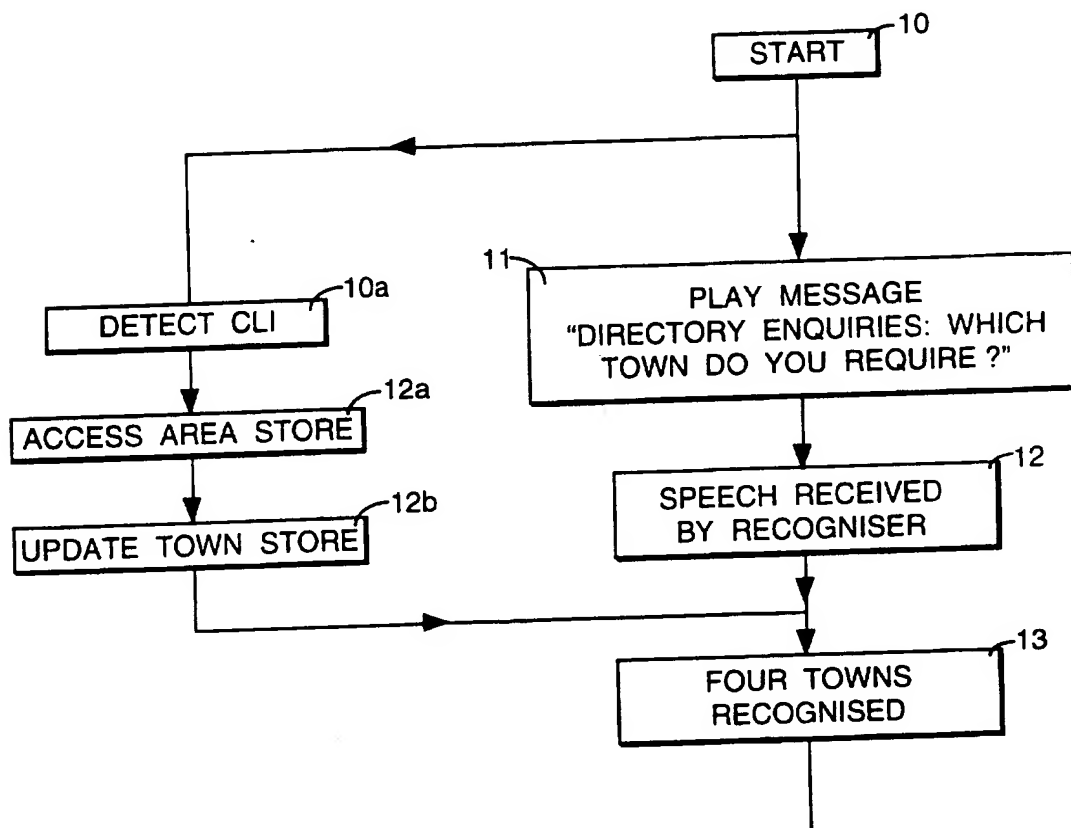 10
START
11
PLAY MESSAGE
“DIRECTORY ENQUIRIES: WHICH
TOWN DO YOU REQUIRE ?”
10a
DETECT CLI
12a
ACCESS AREA STORE
12
SPEECH RECEIVED
BY RECOGNISER
12b
UPDATE TOWN STORE
13
FOUR TOWNS
RECOGNISED